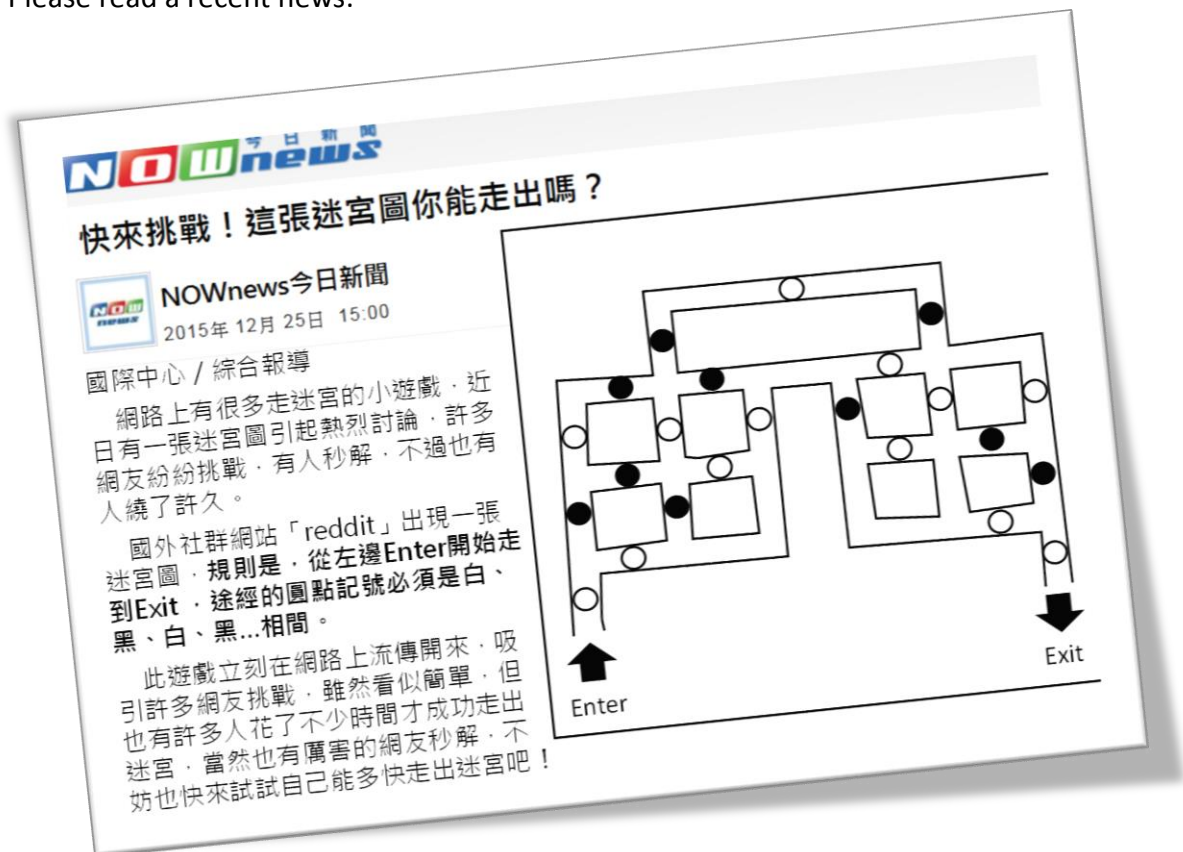 Please read a recent news:
NOWnews 今日新聞
快來挑戰！這張迷宮圖你能走出嗎？
NOWnews今日新聞
2015年 12月 25日 15:00
國際中心 / 綜合報導
網路上有很多走迷宮的小遊戲，近
日有一張迷宮圖引起熱烈討論，許多
網友紛紛挑戰，有人秒解，不過也有
人繞了許久。
國外社群網站「reddit」出現一張
迷宮圖，規則是，從左邊Enter開始走
到Exit ，途經的圓點記號必須是白、
黑、白、黑...相間。
此遊戲立刻在網路上流傳開來，吸
引許多網友挑戰，雖然看似簡單，但
也有許多人花了不少時間才成功走出
迷宮，當然也有厲害的網友秒解，不
妨也快來試試自己能多快走出迷宮吧！
Enter
Exit